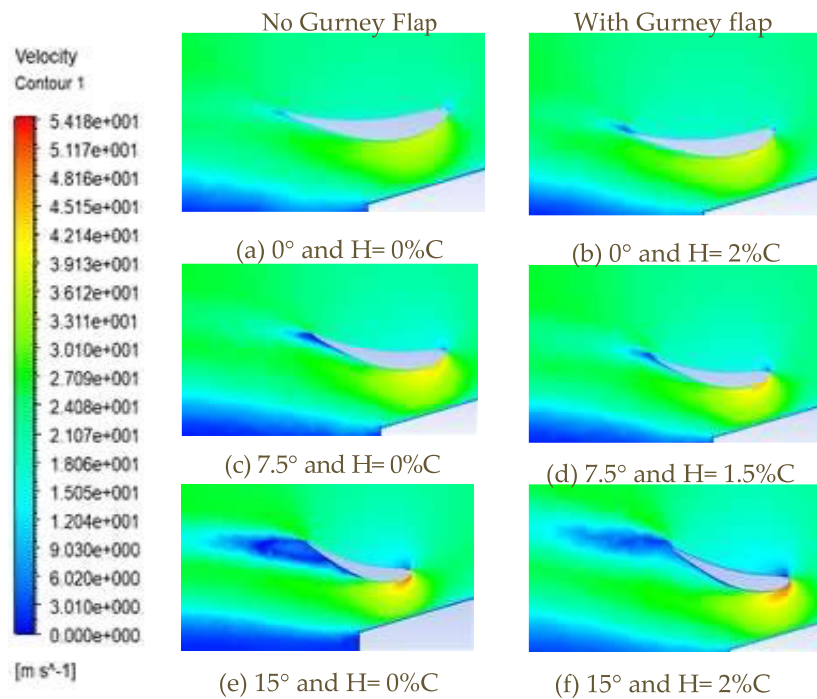 No Gurney Flap
With Gurney flap
Velocity
Contour 1
5.418e+001
5.117e+001
4.816e+001
4.515e+001
4.214e+001
3.913e+001
3.612e+001
3.311e+001
3.010e+001
2.709e+001
2.408e+001
2.107e+001
1.806e+001
1.505e+001
1.204e+001
9.030e+000
6.020e+000
3.010e+000
0.000e+000
[m s^-1]
(a) 0° and H= 0%C
(b) 0° and H= 2%C
(c) 7.5° and H= 0%C
(d) 7.5° and H= 1.5%C
(e) 15° and H= 0%C
(f) 15° and H= 2%C